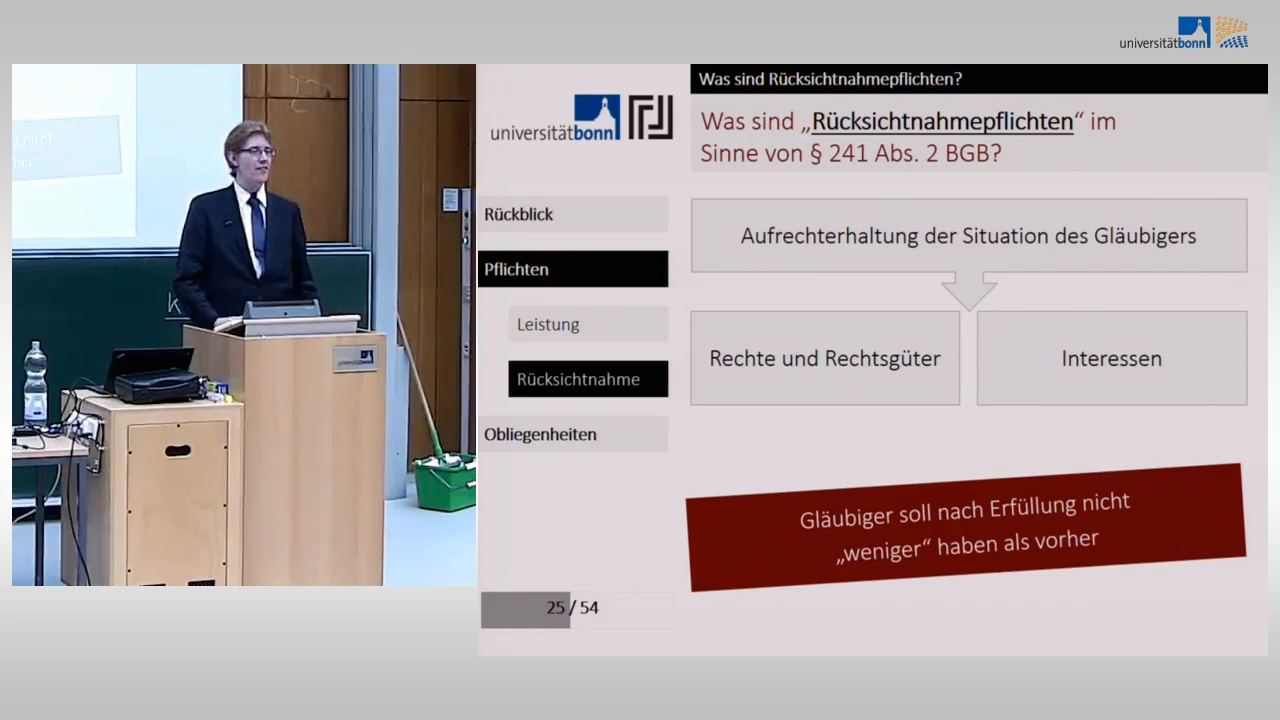 universitätbonn
Was sind Rücksichtnahmepflichten?
universitätbonn
Was sind „Rücksichtnahmepflichten“ im
Sinne von § 241 Abs. 2 BGB?
Rückblick
Pflichten
Leistung
Rücksichtnahme
Obliegenheiten
25 / 54
Aufrechterhaltung der Situation des Gläubigers
Rechte und Rechtsgüter
Interessen
Gläubiger soll nach Erfüllung nicht
„weniger“ haben als vorher
nicht
K